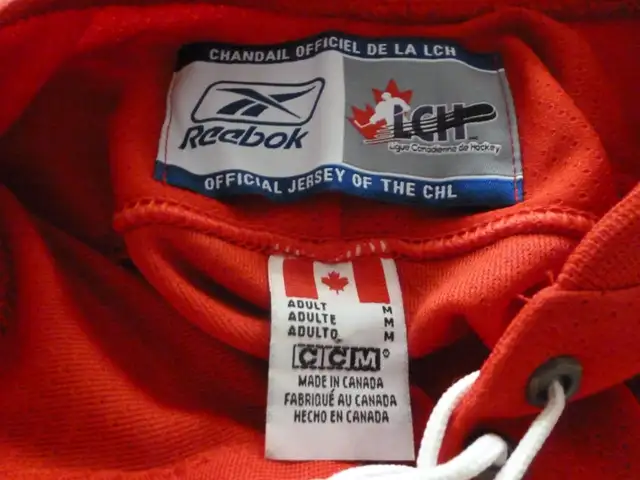 CHANDAIL OFFICIEL DE LA LCH
Reebok
LCH
Ligue Canadienne de Hockey
OFFICIAL JERSEY OF THE CHL
ADULT M
ADULTE M
ADULTO M
CCM
MADE IN CANADA
FABRIQUÉ AU CANADA
HECHO EN CANADA